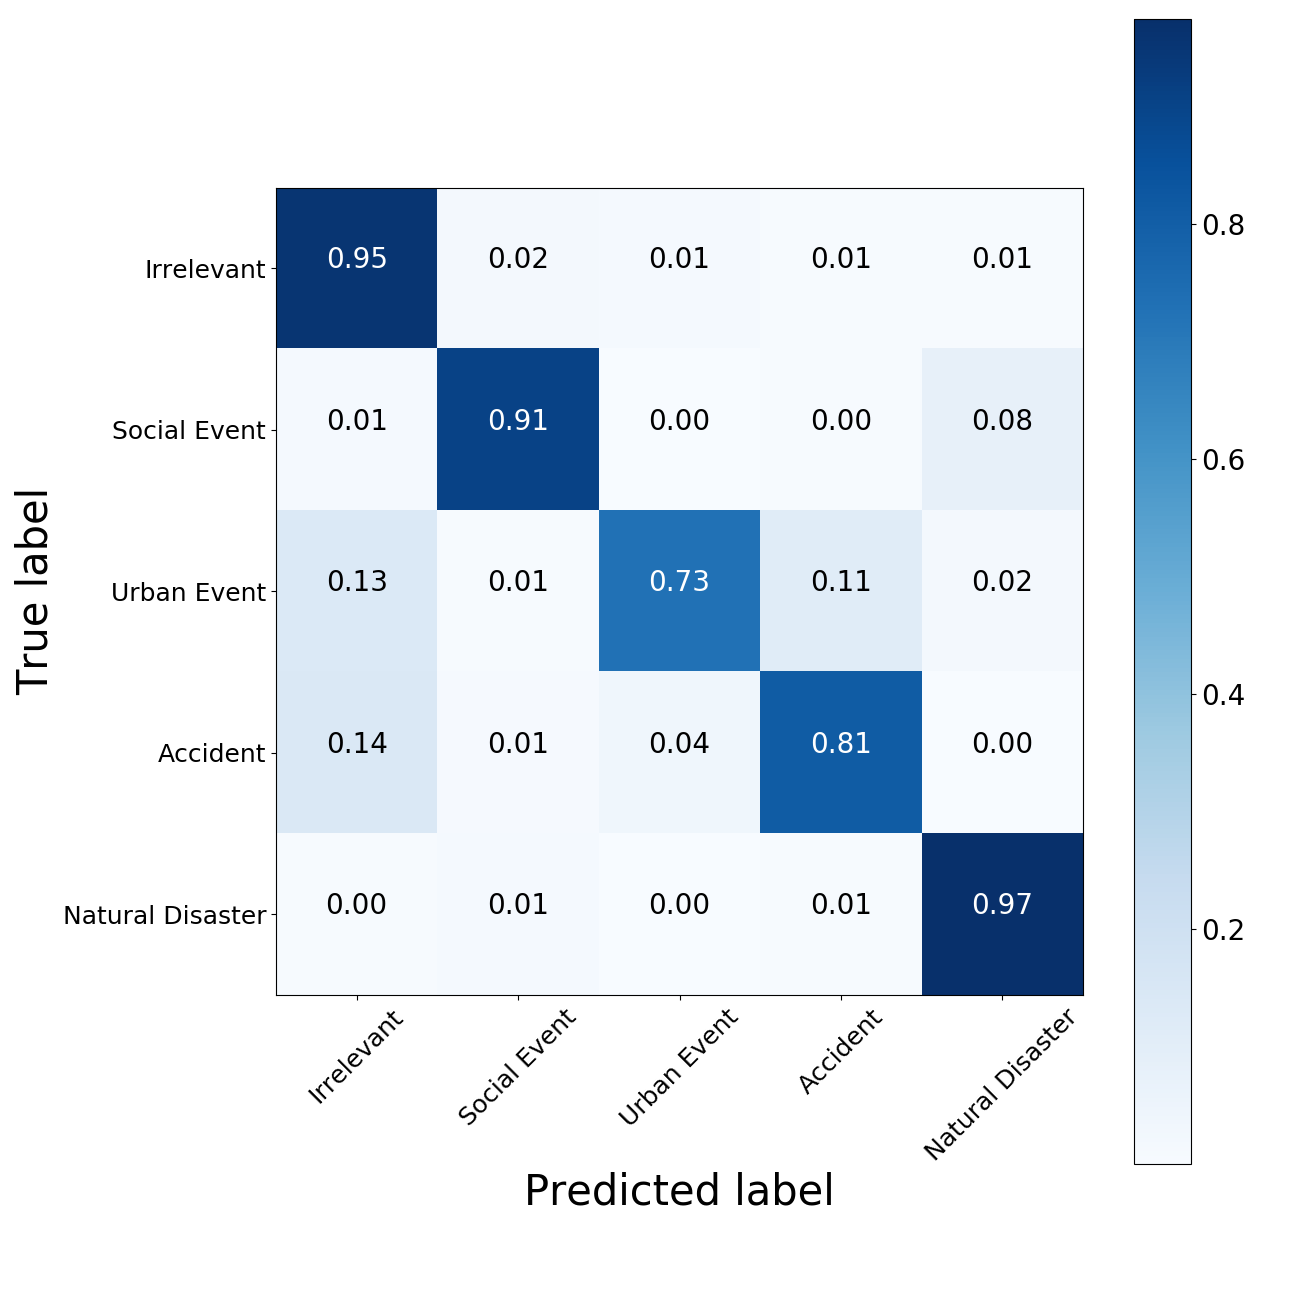 True label
Irrelevant 0.95 0.02 0.01 0.01 0.01
Social Event 0.01 0.91 0.00 0.00 0.08
Urban Event 0.13 0.01 0.73 0.11 0.02
Accident 0.14 0.01 0.04 0.81 0.00
Natural Disaster 0.00 0.01 0.00 0.01 0.97
Irrelevant Social Event Urban Event Accident Natural Disaster
Predicted label
0.8
0.6
0.4
0.2